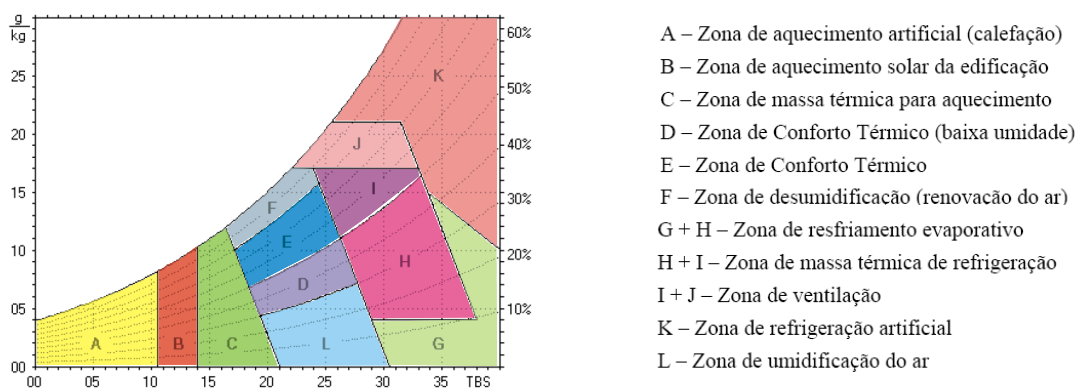 g
kg
25
20
15
10
05
00
00 05 10 15 20 25 30 35 TBS
60%
50%
40%
30%
20%
10%
A
B
C
D
E
F
G
H
I
J
K
L
A – Zona de aquecimento artificial (calefação)
B – Zona de aquecimento solar da edificação
C – Zona de massa térmica para aquecimento
D – Zona de Conforto Térmico (baixa umidade)
E – Zona de Conforto Térmico
F – Zona de desumidificação (renovação do ar)
G + H – Zona de resfriamento evaporativo
H + I – Zona de massa térmica de refrigeração
I + J – Zona de ventilação
K – Zona de refrigeração artificial
L – Zona de umidificação do ar